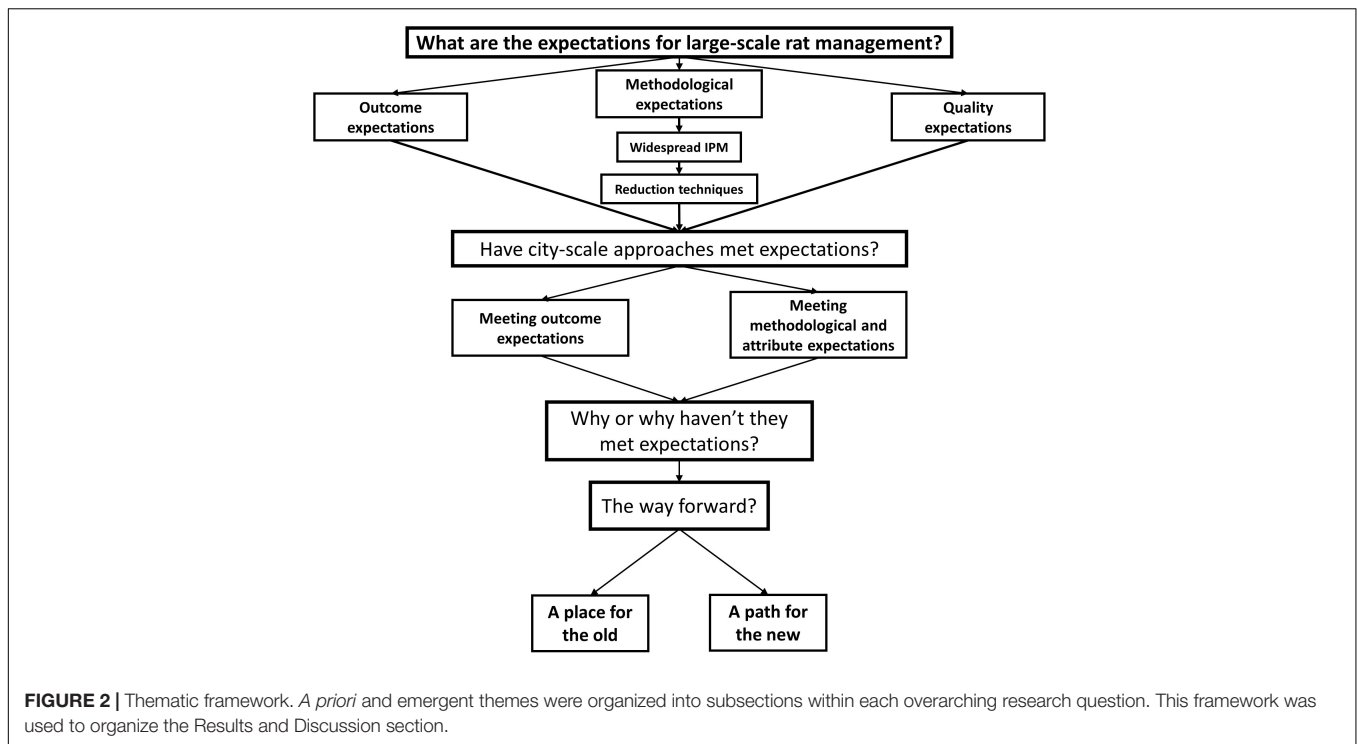 What are the expectations for large-scale rat management?
Outcome
expectations
Methodological
expectations
Quality
expectations
Widespread IPM
Reduction techniques
Have city-scale approaches met expectations?
Meeting outcome
expectations
Meeting
methodological and
attribute expectations
Why or why haven't they
met expectations?
The way forward?
A place for
the old
A path for
the new
FIGURE 2 | Thematic framework. A priori and emergent themes were organized into subsections within each overarching research question. This framework was
used to organize the Results and Discussion section.